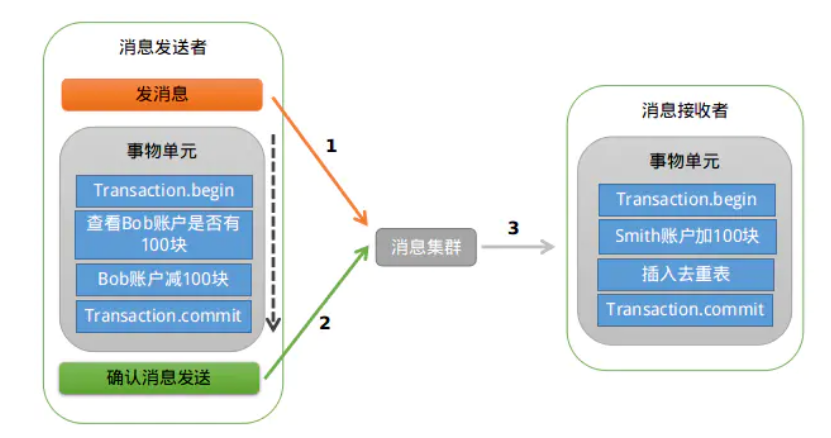 消息发送者
发消息
事物单元
Transaction.begin
查看Bob账户是否有
100块
Bob账户减100块
Transaction.commit
确认消息发送
1
2
消息集群
3
消息接收者
事物单元
Transaction.begin
Smith账户加100块
插入去重表
Transaction.commit